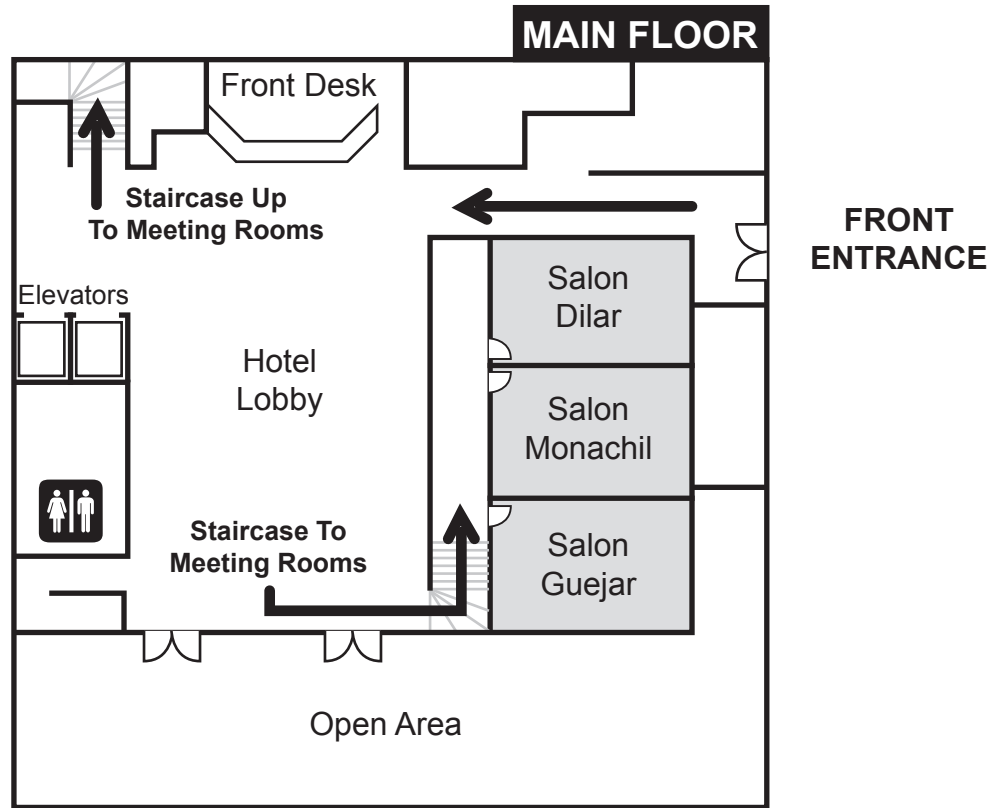 MAIN FLOOR
Front Desk
Staircase Up
To Meeting Rooms
FRONT
ENTRANCE
Salon
Dilar
Elevators
Hotel
Lobby
Salon
Monachil
Staircase To
Meeting Rooms
Salon
Guejar
Open Area